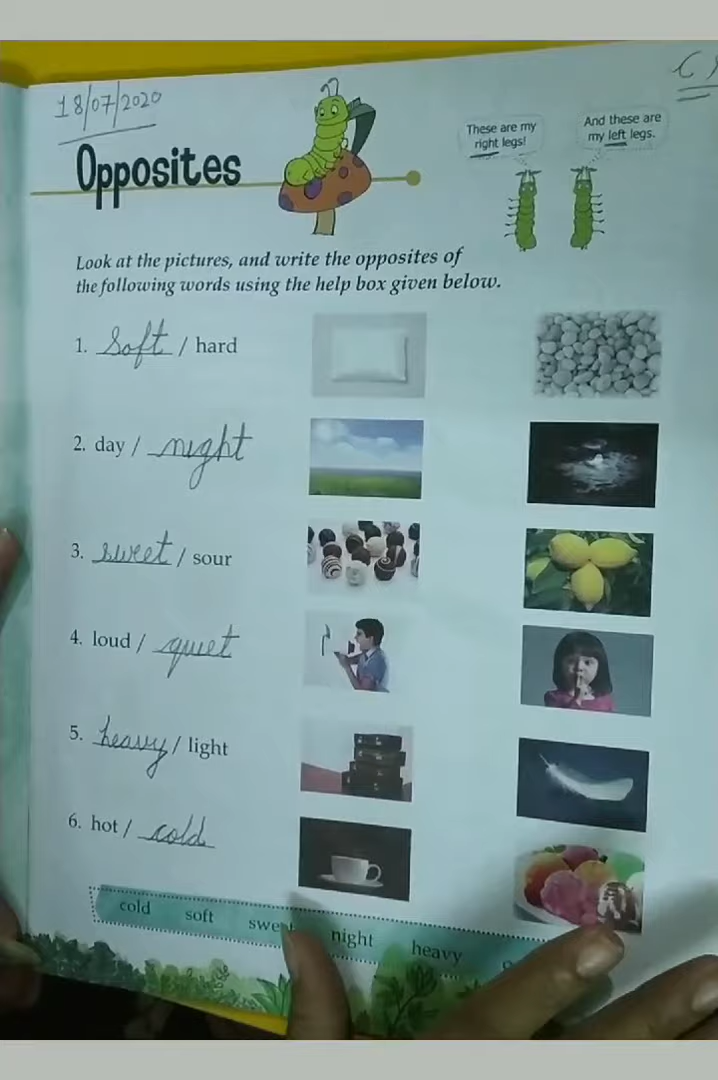 18/07/2020
Opposites
These are my
right legs!
And these are
my left legs.
Look at the pictures, and write the opposites of
the following words using the help box given below.
1. soft / hard
2. day / night
3. sweet / sour
4. loud / quiet
5. heavy / light
6. hot / cold
cold soft sweet night heavy